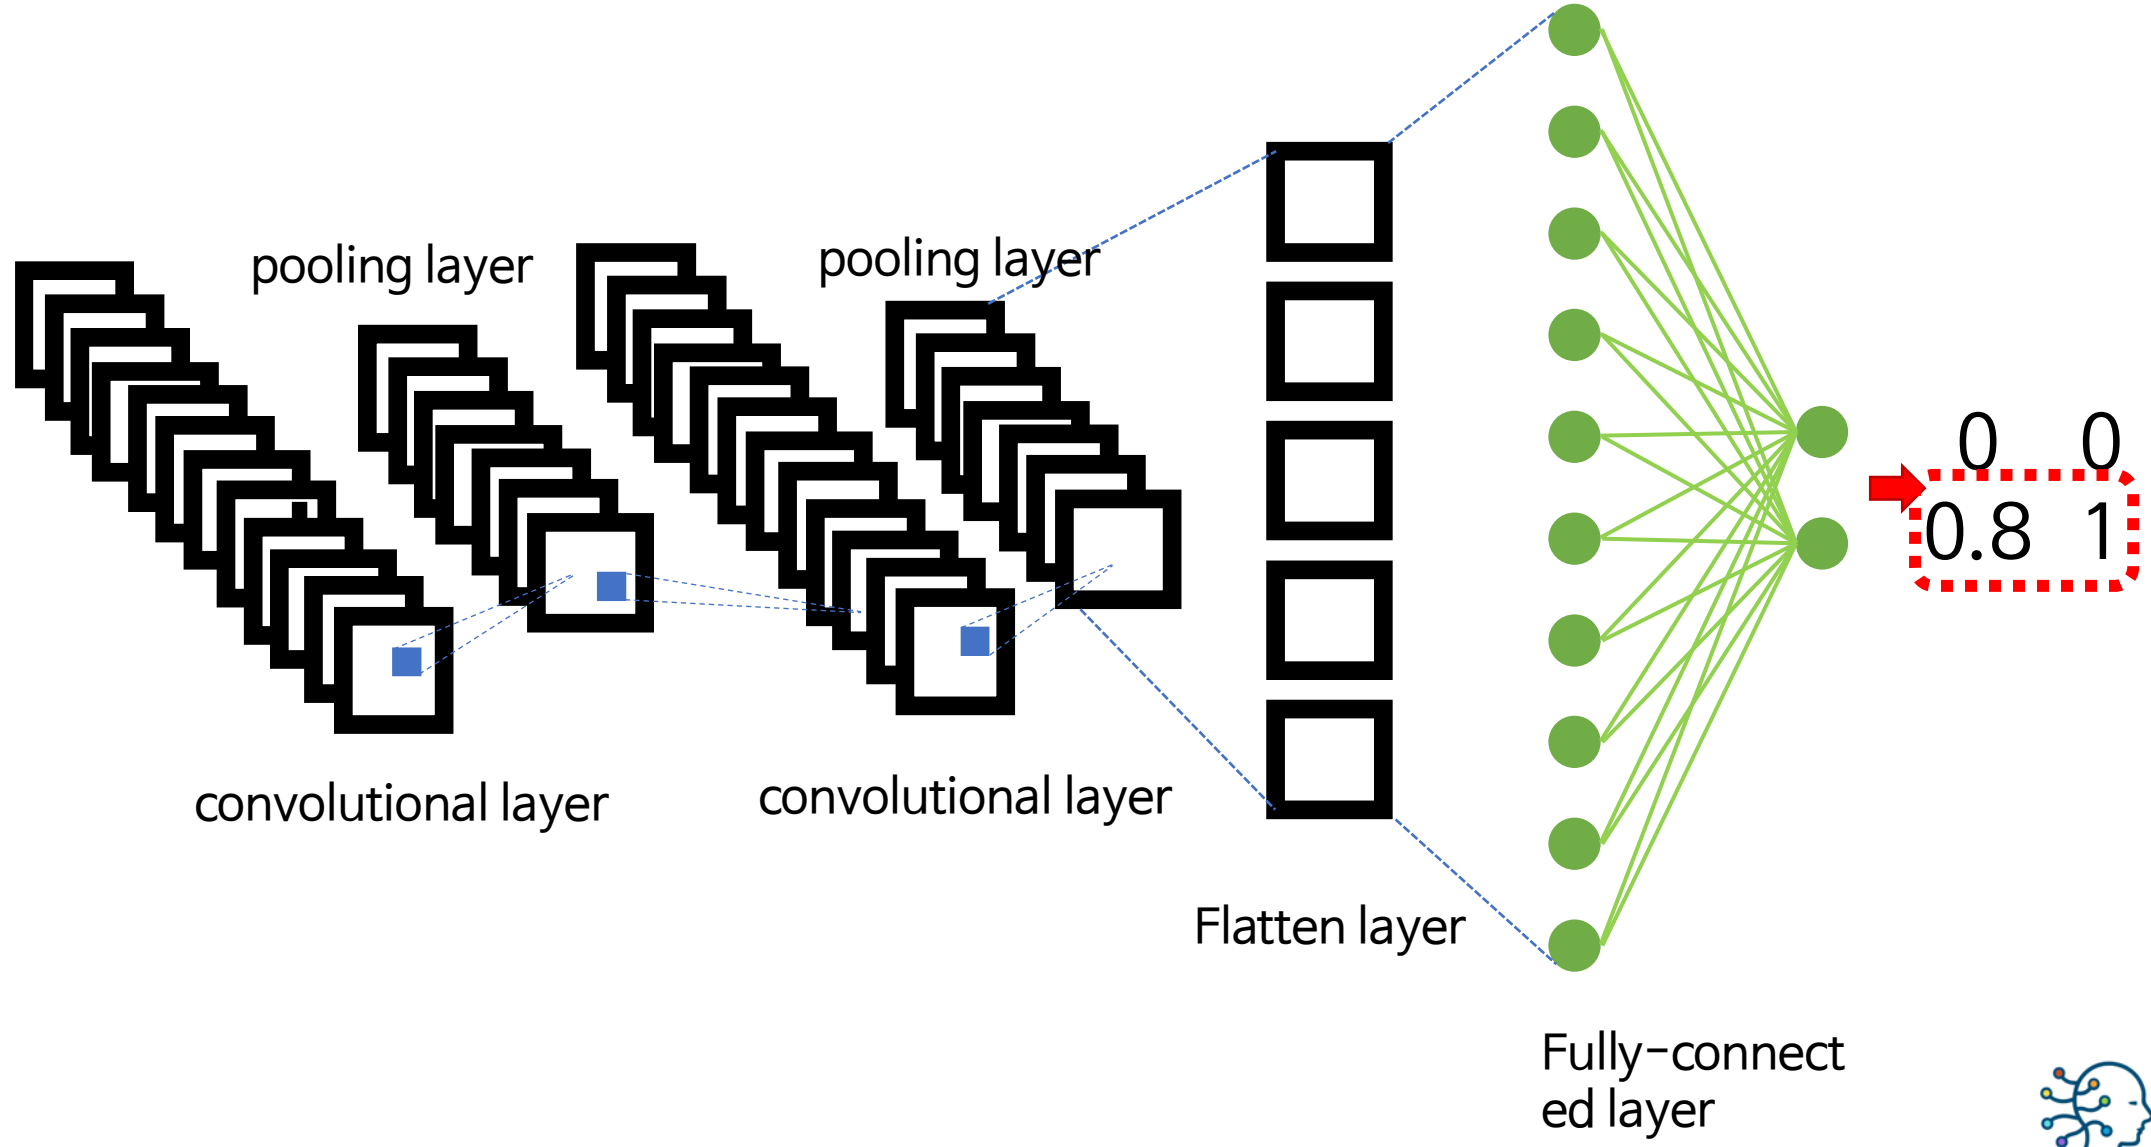 pooling layer
pooling layer
0 0
0.8 1
convolutional layer
convolutional layer
Flatten layer
Fully-connect
ed layer